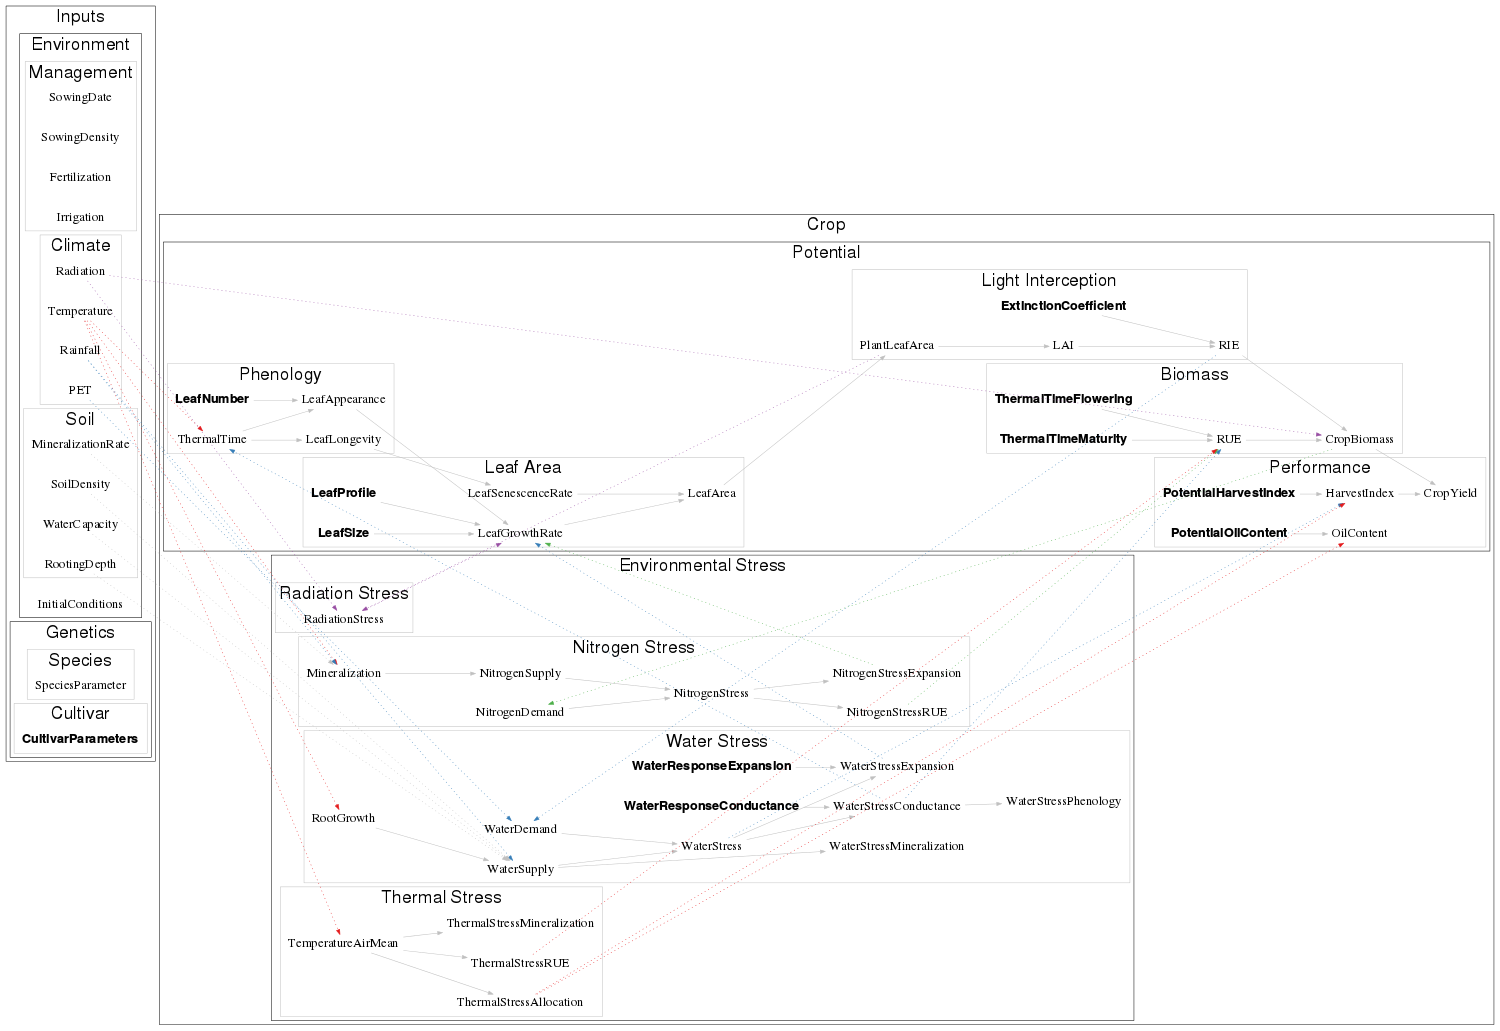 Inputs
Environment
Management
SowingDate
SowingDensity
Fertilization
Irrigation
Climate
Radiation
Temperature
Rainfall
PET
Soil
MineralizationRate
SoilDensity
WaterCapacity
RootingDepth
InitialConditions
Genetics
Species
SpeciesParameter
Cultivar
CultivarParameters
Crop
Potential
Light Interception
ExtinctionCoefficient
PlantLeafArea
LAI
RIE
Phenology
LeafNumber
LeafAppearance
ThermalTime
LeafLongevity
Biomass
ThermalTimeFlowering
ThermalTimeMaturity
RUE
CropBiomass
Leaf Area
LeafProfile
LeafSenescenceRate
LeafArea
LeafSize
LeafGrowthRate
Performance
PotentialHarvestIndex
HarvestIndex
CropYield
PotentialOilContent
OilContent
Environmental Stress
Radiation Stress
RadiationStress
Nitrogen Stress
Mineralization
NitrogenSupply
NitrogenStressExpansion
NitrogenStress
NitrogenDemand
NitrogenStressRUE
Water Stress
WaterResponseExpansion
WaterStressExpansion
WaterResponseConductance
WaterStressConductance
WaterStressPhenology
RootGrowth
WaterDemand
WaterStress
WaterStressMineralization
WaterSupply
Thermal Stress
ThermalStressMineralization
TemperatureAirMean
ThermalStressRUE
ThermalStressAllocation